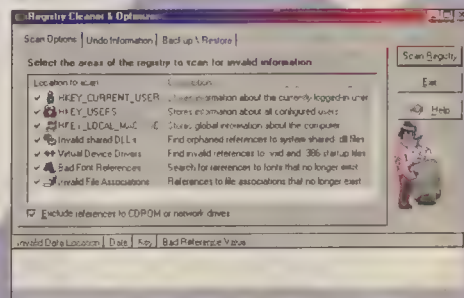 Registry Cleaner & Optimizer
Scan Options Undo Information Backup & Restore
Select the areas of the registry to scan for invalid information
Scan Registry
Exit
Help
Location to scan
HKEY_CURRENT_USER information about the currently logged-in user
HKEY_USERS Stores information about all configured users
Stores global information about the computer
Invalid shared DLL's Find orphaned references to system shared .dll files
Virtual Device Drivers Find invalid references to .vxd and .386 startup files
Bad Font References Search for references to fonts that no longer exist
Invalid File Associations References to file associations that no longer exist
Exclude references to CDROM or network drives
Invalid Data Location Data Key Bad Reference Value